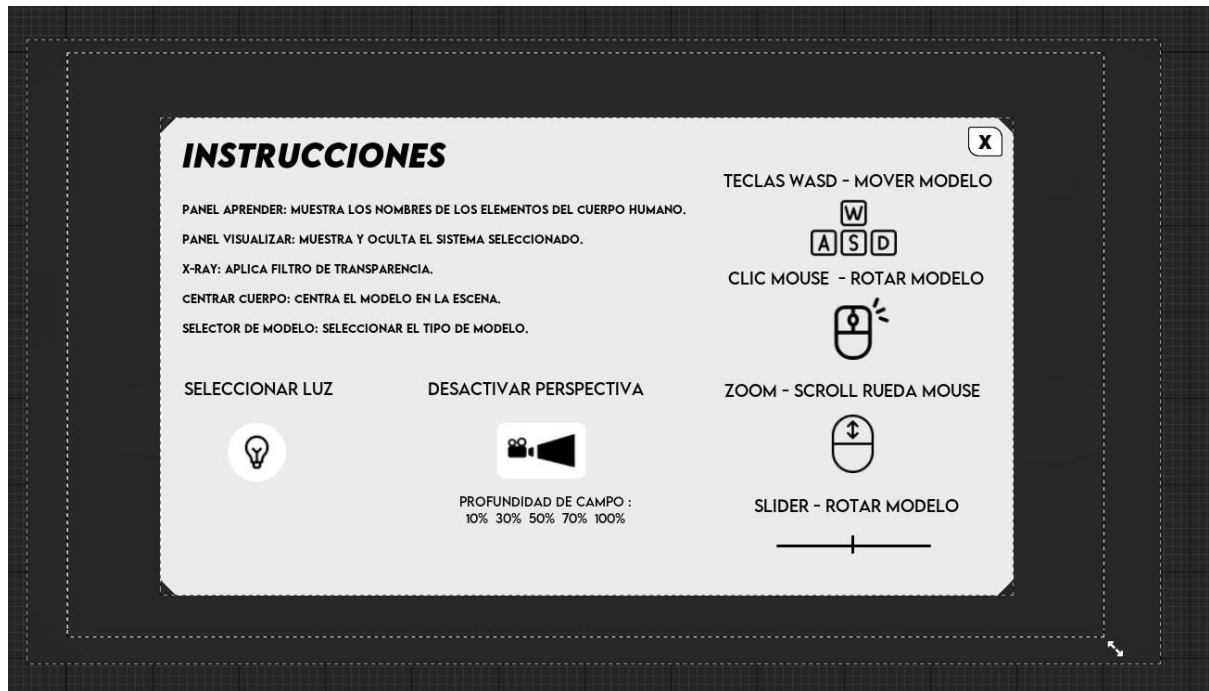 INSTRUCCIONES
X
PANEL APRENDER: MUESTRA LOS NOMBRES DE LOS ELEMENTOS DEL CUERPO HUMANO.
PANEL VISUALIZAR: MUESTRA Y OCULTA EL SISTEMA SELECCIONADO.
X-RAY: APLICA FILTRO DE TRANSPARENCIA.
CENTRAR CUERPO: CENTRA EL MODELO EN LA ESCENA.
SELECTOR DE MODELO: SELECCIONAR EL TIPO DE MODELO.
SELECCIONAR LUZ
DESACTIVAR PERSPECTIVA
PROFUNDIDAD DE CAMPO :
10% 30% 50% 70% 100%
TECLAS WASD - MOVER MODELO
W
A S D
CLIC MOUSE - ROTAR MODELO
ZOOM - SCROLL RUEDA MOUSE
SLIDER - ROTAR MODELO